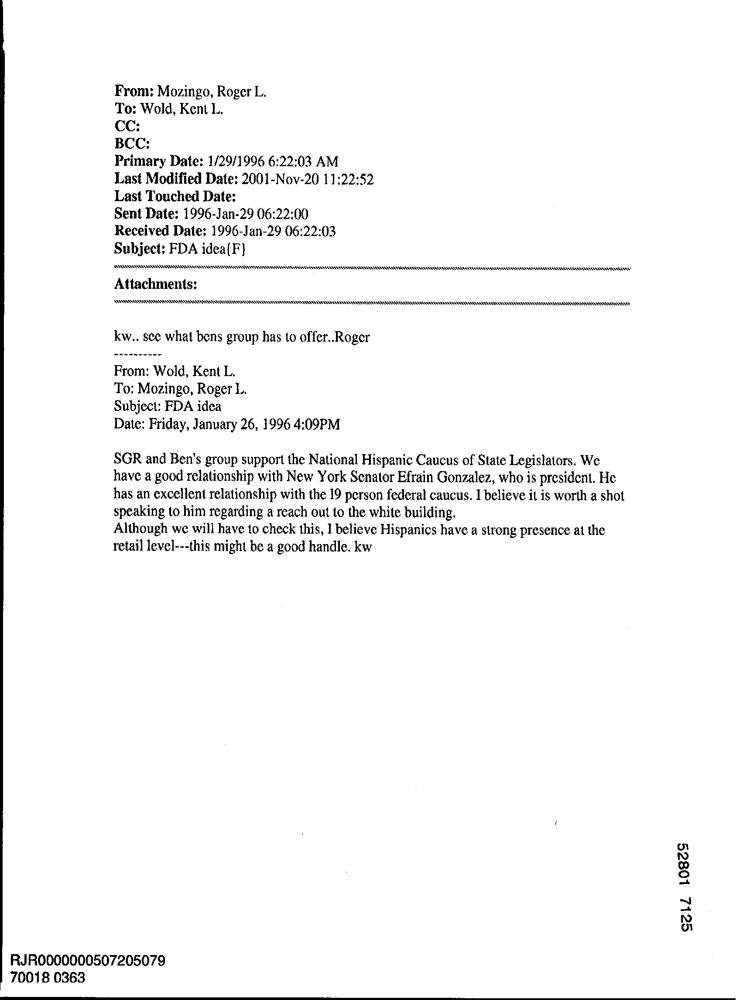 From: Mozingo, Roger L.
To: Wold, Kent L.
CC:
BCC:
Primary Date: 1/29/1996 6:22:03 AM
Last Modified Date: 2001-Nov-20 11:22:52
Last Touched Date:
Sent Date: 1996-Jan-29 06:22:00
Received Date: 1996-Jan-29 06:22:03
Subject: FDA idea{F}
Attachments:
kw.. see what bens group has to offer..Roger
----------
From: Wold, Kent L.
To: Mozingo, Roger L.
Subject: FDA idea
Date: Friday, January 26, 1996 4:09PM
SGR and Ben's group support the National Hispanic Caucus of State Legislators. We
have a good relationship with New York Senator Efrain Gonzalez, who is president. He
has an excellent relationship with the 19 person federal caucus. I believe it is worth a shot
speaking to him regarding a reach out to the white building.
Although we will have to check this, I believe Hispanics have a strong presence at the
retail level---this might be a good handle. kw
52801 7125
RJR0000000507205079
70018 0363